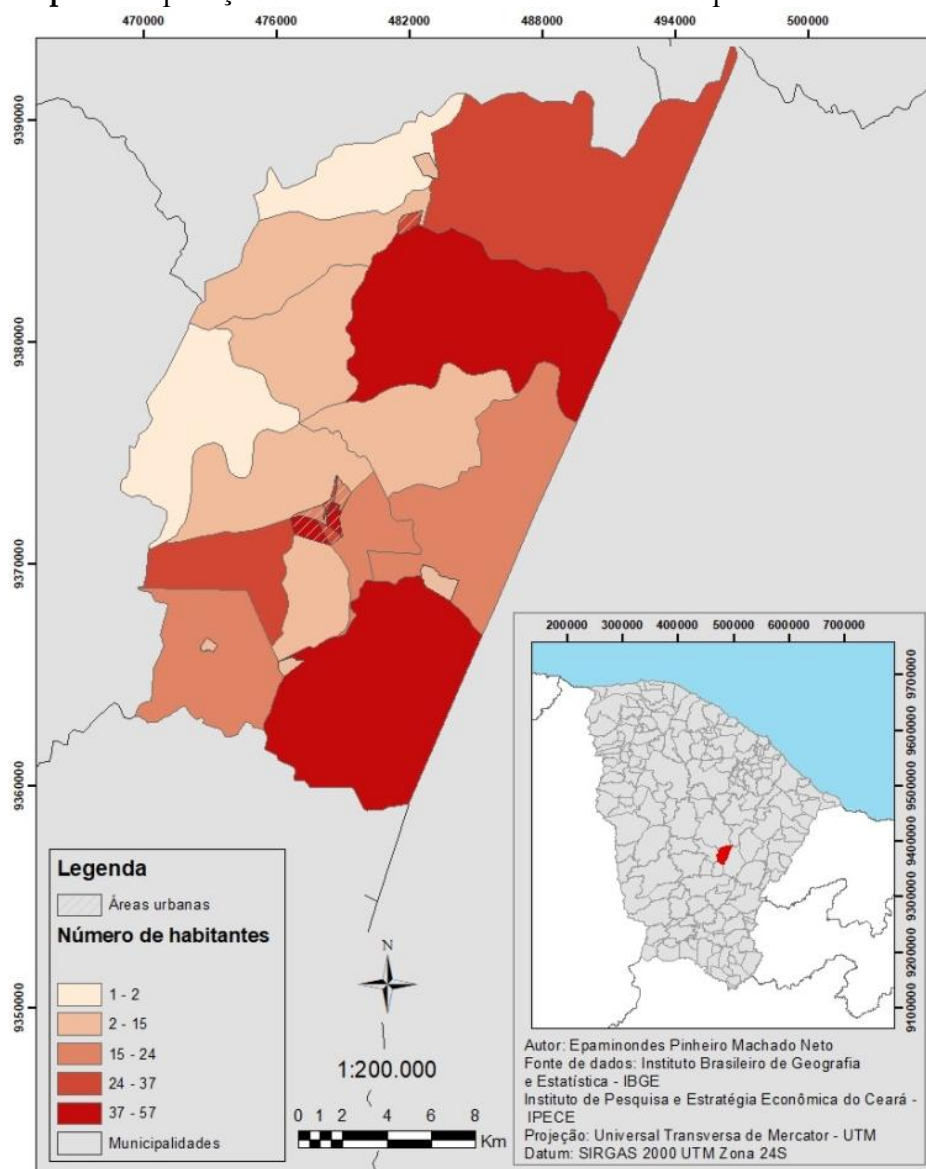 470000 476000 482000 488000 494000 500000
9390000
9380000
9370000
9360000
9350000
Legenda
Áreas urbanas
Número de habitantes
1 - 2
2 - 15
15 - 24
24 - 37
37 - 57
Municipalidades
N
1:200.000
0 1 2 4 6 8
Km
200000 300000 400000 500000 600000 700000
9700000
9600000
9500000
9400000
9300000
9200000
9100000
Autor: Epaminondes Pinheiro Machado Neto
Fonte de dados: Instituto Brasileiro de Geografia
e Estatística - IBGE
Instituto de Pesquisa e Estratégia Econômica do Ceará -
IPECE
Projeção: Universal Transversa de Mercator - UTM
Datum: SIRGAS 2000 UTM Zona 24S